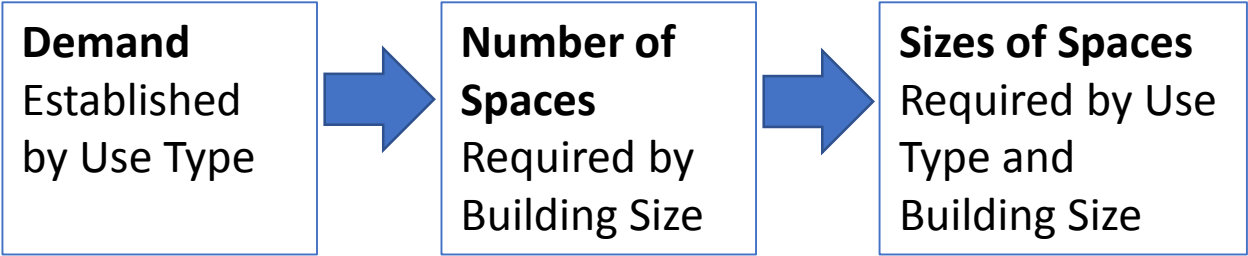 Demand
Established
by Use Type
Number of
Spaces
Required by
Building Size
Sizes of Spaces
Required by Use
Type and
Building Size